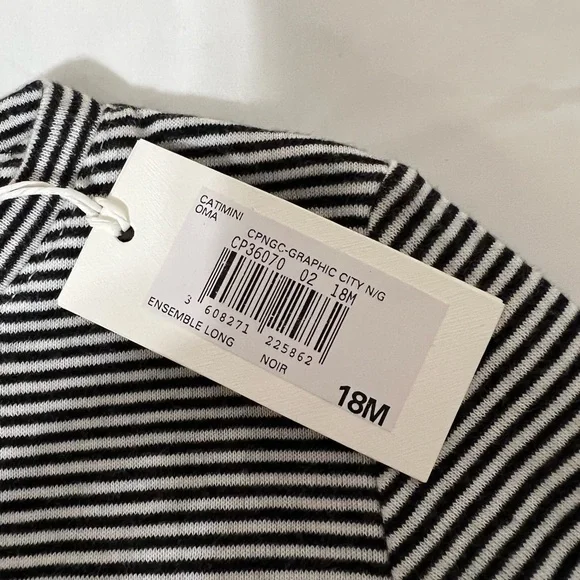 CATIMINI
OMA
CPNGC-GRAPHIC CITY N/G
CP36070 02 18M
3 608271 225862
ENSEMBLE LONG
NOIR
18M